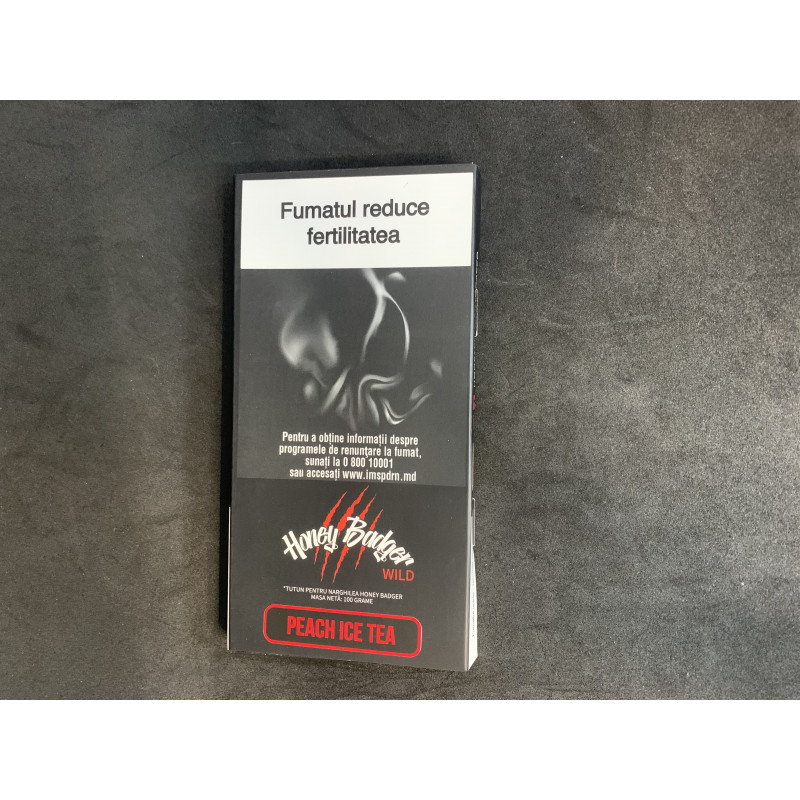 Fumatul reduce
fertilitatea
Pentru a obține informații despre
programele de renunţare la fumat,
sunați la 0 800 10001
sau accesați www.imspdrn.md
Honey Badger
WILD
*TUTUN PENTRU NARGHILEA HONEY BADGER
MASA NETĂ: 100 GRAME
PEACH ICE TEA